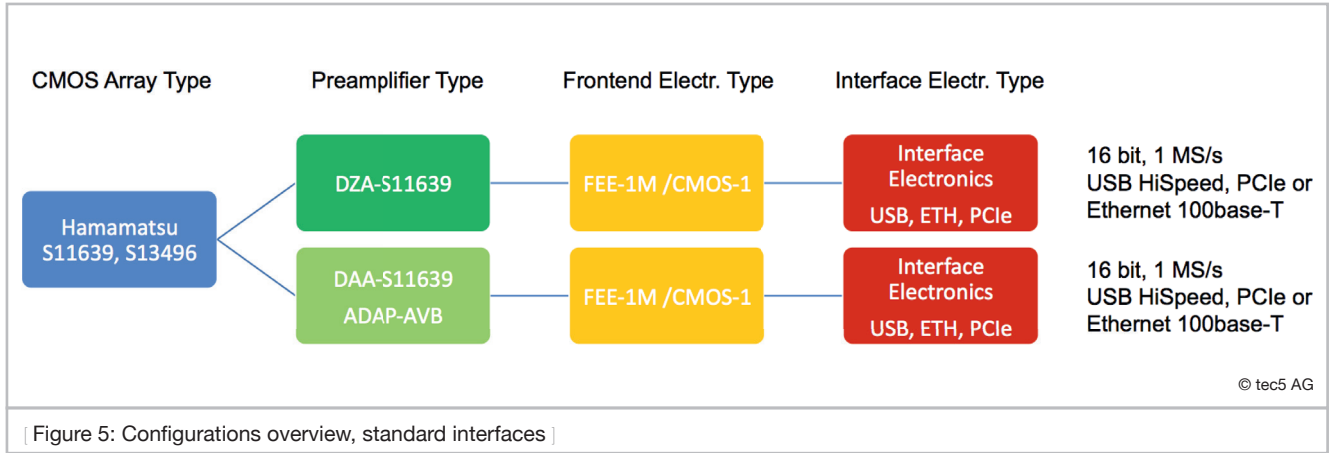 CMOS Array Type
Preamplifier Type
Frontend Electr. Type
Interface Electr. Type
Hamamatsu
S11639, S13496
DZA-S11639
FEE-1M /CMOS-1
Interface
Electronics
USB, ETH, PCIe
16 bit, 1 MS/s
USB HiSpeed, PCIe or
Ethernet 100base-T
DAA-S11639
ADAP-AVB
FEE-1M /CMOS-1
Interface
Electronics
USB, ETH, PCIe
16 bit, 1 MS/s
USB HiSpeed, PCIe or
Ethernet 100base-T
© tec5 AG
[ Figure 5: Configurations overview, standard interfaces ]